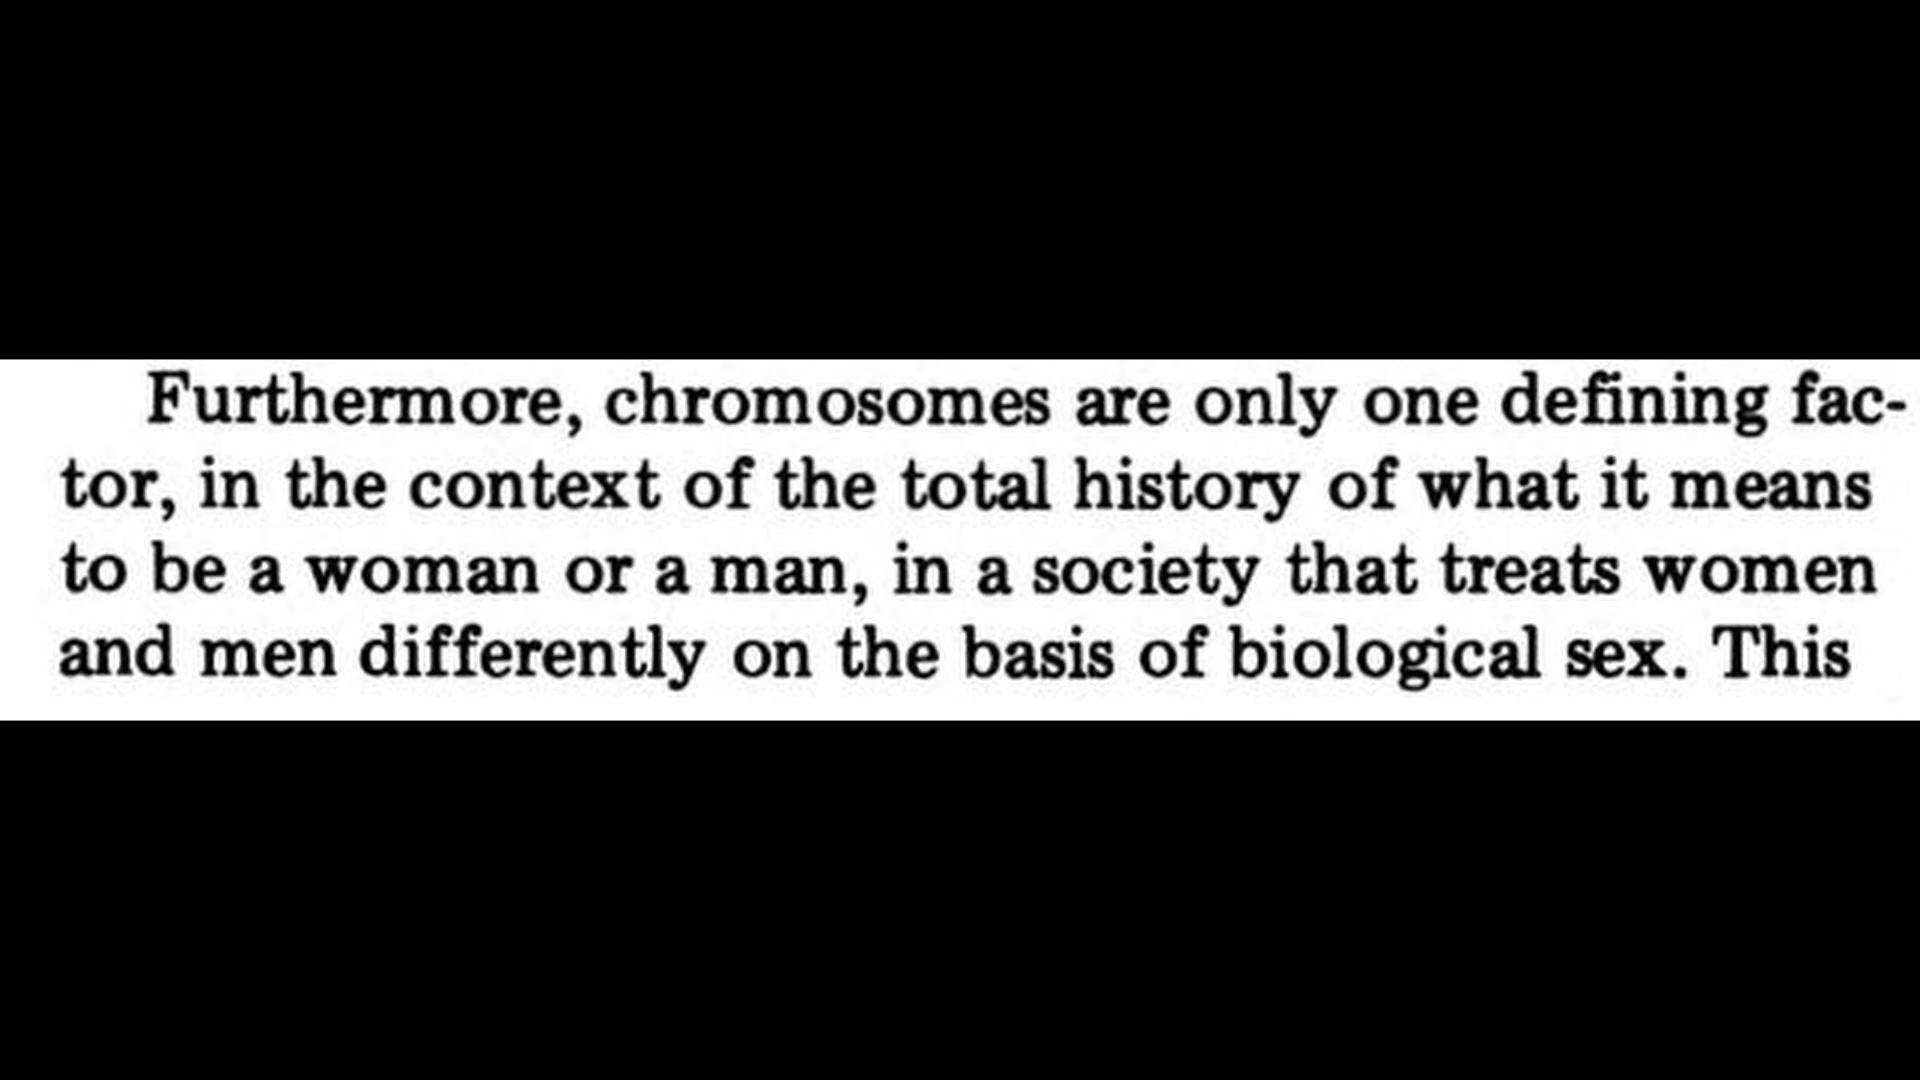 Furthermore, chromosomes are only one defining fac-
tor, in the context of the total history of what it means
to be a woman or a man, in a society that treats women
and men differently on the basis of biological sex. This